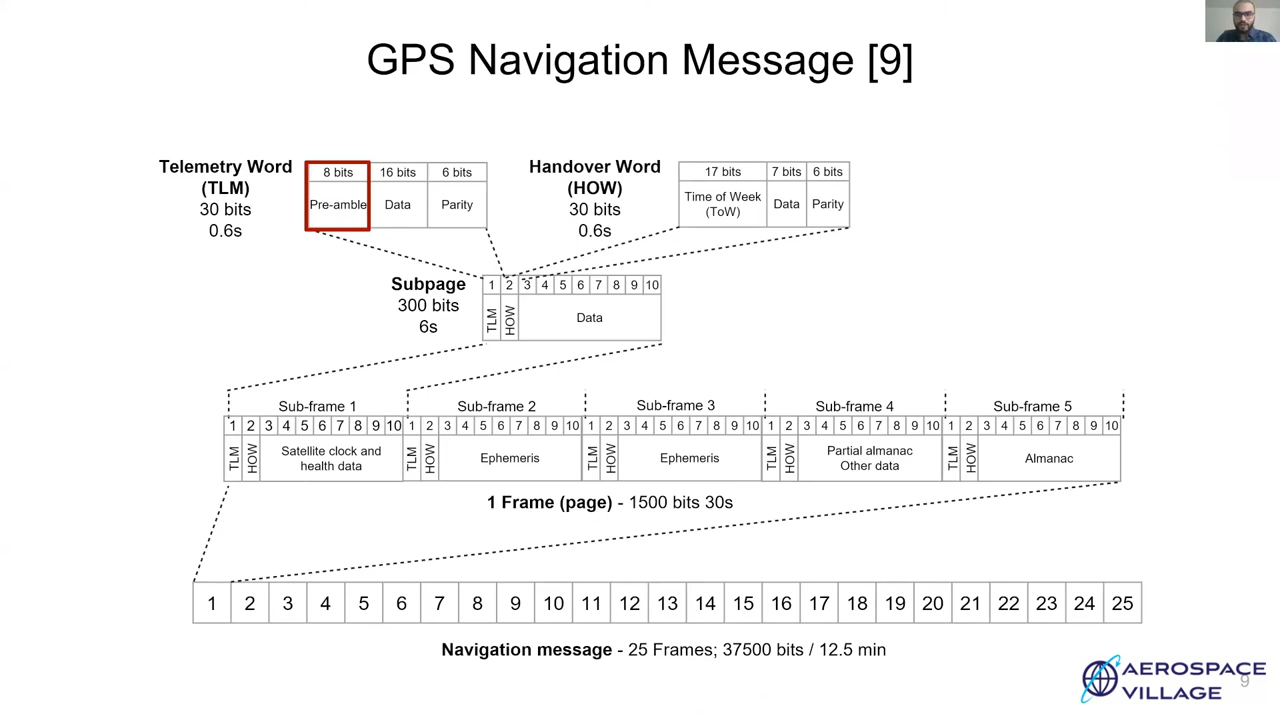 GPS Navigation Message [9]
Telemetry Word
(TLM)
30 bits
0.6s
8 bits 16 bits 6 bits
Pre-amble Data Parity
Handover Word
(HOW)
30 bits
0.6s
17 bits 7 bits 6 bits
Time of Week
(ToW)
Data Parity
Subpage
300 bits
6s
1 2 3 4 5 6 7 8 9 10
TLM HOW Data
Sub-frame 1 Sub-frame 2 Sub-frame 3 Sub-frame 4 Sub-frame 5
1 2 3 4 5 6 7 8 9 10 1 2 3 4 5 6 7 8 9 10 1 2 3 4 5 6 7 8 9 10 1 2 3 4 5 6 7 8 9 10 1 2 3 4 5 6 7 8 9 10
TLM HOW Satellite clock and
health data
TLM HOW Ephemeris
TLM HOW Ephemeris
TLM HOW Partial almanac
Other data
TLM HOW Almanac
1 Frame (page) - 1500 bits 30s
1 2 3 4 5 6 7 8 9 10 11 12 13 14 15 16 17 18 19 20 21 22 23 24 25
Navigation message - 25 Frames; 37500 bits / 12.5 min
AEROSPACE
VILLAGE
9